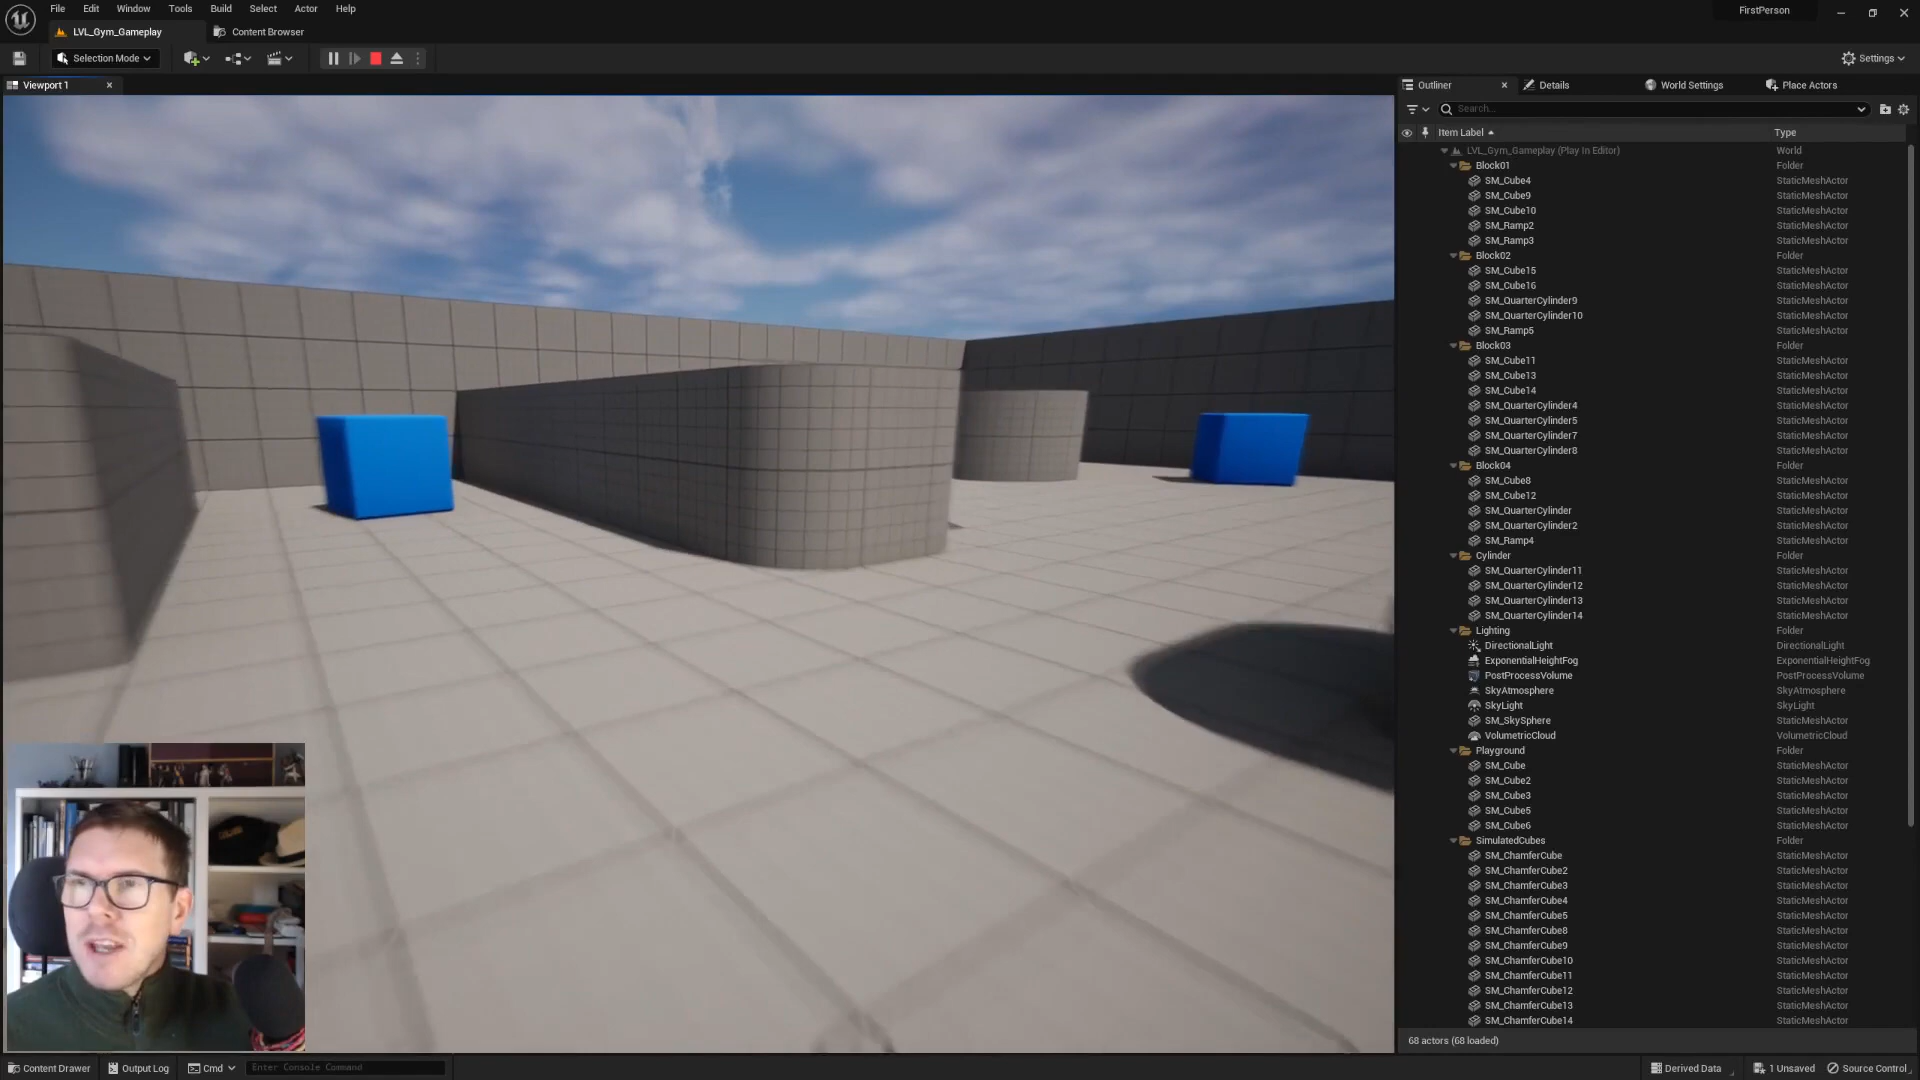 File Edit Window Tools Build Select Actor Help
FirstPerson
LVL_Gym_Gameplay
Content Browser
Selection Mode
Settings
Viewport 1
Outliner
Details
World Settings
Place Actors
Search...
Item Label
Type
LVL_Gym_Gameplay (Play In Editor) World
Block01 Folder
SM_Cube4 StaticMeshActor
SM_Cube9 StaticMeshActor
SM_Cube10 StaticMeshActor
SM_Ramp2 StaticMeshActor
SM_Ramp3 StaticMeshActor
Block02 Folder
SM_Cube15 StaticMeshActor
SM_Cube16 StaticMeshActor
SM_QuarterCylinder9 StaticMeshActor
SM_QuarterCylinder10 StaticMeshActor
SM_Ramp5 StaticMeshActor
Block03 Folder
SM_Cube11 StaticMeshActor
SM_Cube13 StaticMeshActor
SM_Cube14 StaticMeshActor
SM_QuarterCylinder4 StaticMeshActor
SM_QuarterCylinder5 StaticMeshActor
SM_QuarterCylinder7 StaticMeshActor
SM_QuarterCylinder8 StaticMeshActor
Block04 Folder
SM_Cube8 StaticMeshActor
SM_Cube12 StaticMeshActor
SM_QuarterCylinder StaticMeshActor
SM_QuarterCylinder2 StaticMeshActor
SM_Ramp4 StaticMeshActor
Cylinder Folder
SM_QuarterCylinder11 StaticMeshActor
SM_QuarterCylinder12 StaticMeshActor
SM_QuarterCylinder13 StaticMeshActor
SM_QuarterCylinder14 StaticMeshActor
Lighting Folder
DirectionalLight DirectionalLight
ExponentialHeightFog ExponentialHeightFog
PostProcessVolume PostProcessVolume
SkyAtmosphere SkyAtmosphere
SkyLight SkyLight
SM_SkySphere StaticMeshActor
VolumetricCloud VolumetricCloud
Playground Folder
SM_Cube StaticMeshActor
SM_Cube2 StaticMeshActor
SM_Cube3 StaticMeshActor
SM_Cube5 StaticMeshActor
SM_Cube6 StaticMeshActor
SimulatedCubes Folder
SM_ChamferCube StaticMeshActor
SM_ChamferCube2 StaticMeshActor
SM_ChamferCube3 StaticMeshActor
SM_ChamferCube4 StaticMeshActor
SM_ChamferCube5 StaticMeshActor
SM_ChamferCube8 StaticMeshActor
SM_ChamferCube9 StaticMeshActor
SM_ChamferCube10 StaticMeshActor
SM_ChamferCube11 StaticMeshActor
SM_ChamferCube12 StaticMeshActor
SM_ChamferCube13 StaticMeshActor
SM_ChamferCube14 StaticMeshActor
68 actors (68 loaded)
Content Drawer
Output Log
Cmd
Enter Console Command
Derived Data
1 Unsaved
Source Control